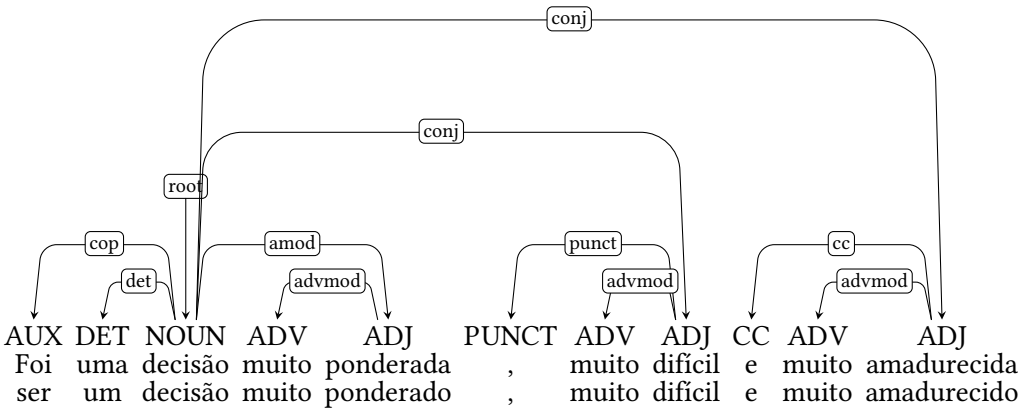 conj
conj
root
cop amod punct cc
det advmod advmod advmod
AUX DET NOUN ADV ADJ PUNCT ADV ADJ CC ADV ADJ
Foi uma decisão muito ponderada , muito difícil e muito amadurecida
ser um decisão muito ponderado , muito difícil e muito amadurecido